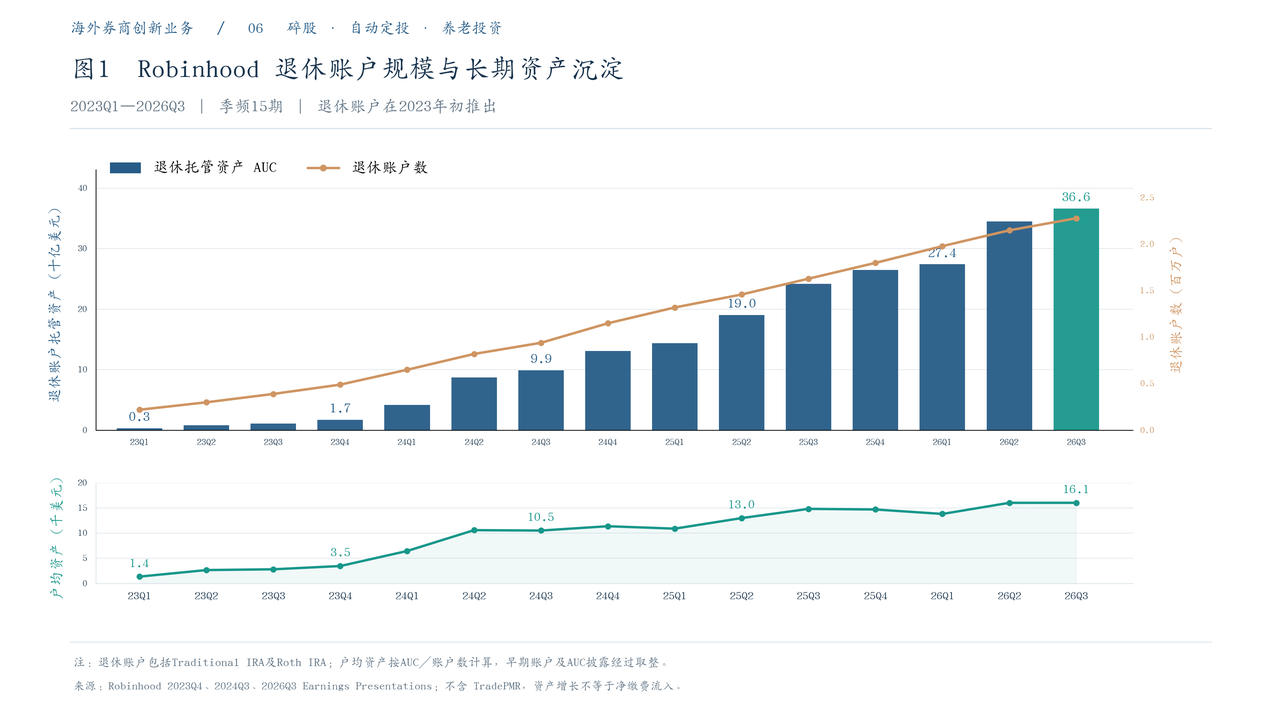 海外券商创新业务 / 06 碎股 · 自动定投 · 养老投资
图1 Robinhood 退休账户规模与长期资产沉淀
2023Q1—2026Q3 | 季频15期 | 退休账户在2023年初推出
退休托管资产 AUC 退休账户数
退休账户托管资产（十亿美元）
40
30
20
10
0
0.3
1.7
9.9
19.0
27.4
36.6
2.5
2.0
1.5
1.0
0.5
0.0
退休账户数（百万户）
23Q1 23Q2 23Q3 23Q4 24Q1 24Q2 24Q3 24Q4 25Q1 25Q2 25Q3 25Q4 26Q1 26Q2 26Q3
户均资产（千美元）
20
15
10
5
0
1.4
3.5
10.5
13.0
16.1
23Q1 23Q2 23Q3 23Q4 24Q1 24Q2 24Q3 24Q4 25Q1 25Q2 25Q3 25Q4 26Q1 26Q2 26Q3
注：退休账户包括Traditional IRA及Roth IRA；户均资产按AUC／账户数计算，早期账户及AUC披露经过取整。
来源：Robinhood 2023Q4、2024Q3、2026Q3 Earnings Presentations；不含 TradePMR，资产增长不等于净缴费流入。